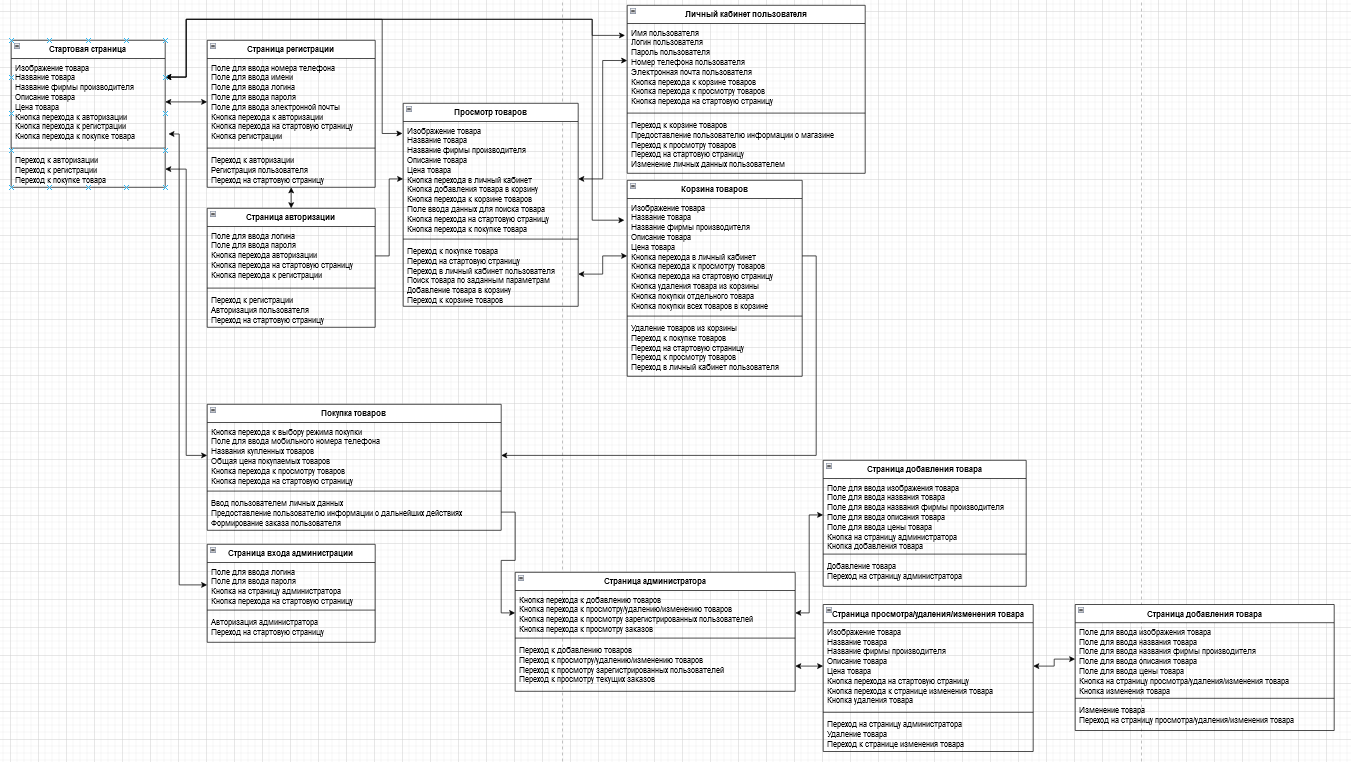 Стартовая страница
Изображение товара
Название товара
Название фирмы производителя
Описание товара
Цена товара
Кнопка перехода к авторизации
Кнопка перехода к регистрации
Кнопка перехода к покупке товара
Переход к авторизации
Переход к регистрации
Переход к покупке товара
Страница регистрации
Поле для ввода номера телефона
Поле для ввода имени
Поле для ввода логина
Поле для ввода пароля
Поле для ввода электронной почты
Кнопка перехода к авторизации
Кнопка перехода на стартовую страницу
Кнопка регистрации
Переход к авторизации
Регистрация пользователя
Переход на стартовую страницу
Страница авторизации
Поле для ввода логина
Поле для ввода пароля
Кнопка перехода авторизации
Кнопка перехода на стартовую страницу
Кнопка перехода к регистрации
Переход к регистрации
Авторизация пользователя
Переход на стартовую страницу
Просмотр товаров
Изображение товара
Название товара
Название фирмы производителя
Описание товара
Цена товара
Кнопка перехода в личный кабинет
Кнопка добавления товара в корзину
Кнопка перехода к корзине товаров
Поле ввода данных для поиска товара
Кнопка перехода на стартовую страницу
Кнопка перехода к покупке товара
Переход к покупке товара
Переход на стартовую страницу
Переход в личный кабинет пользователя
Поиск товара по заданным параметрам
Добавление товара в корзину
Переход к корзине товаров
Личный кабинет пользователя
Имя пользователя
Логин пользователя
Пароль пользователя
Номер телефона пользователя
Электронная почта пользователя
Кнопка перехода к корзине товаров
Кнопка перехода к просмотру товаров
Кнопка перехода на стартовую страницу
Переход к корзине товаров
Предоставление пользователю информации о магазине
Переход к просмотру товаров
Переход на стартовую страницу
Изменение личных данных пользователем
Корзина товаров
Изображение товара
Название товара
Название фирмы производителя
Описание товара
Цена товара
Кнопка перехода в личный кабинет
Кнопка перехода к просмотру товаров
Кнопка перехода на стартовую страницу
Кнопка удаления товара из корзины
Кнопка покупки отдельного товара
Кнопка покупки всех товаров в корзине
Удаление товаров из корзины
Переход к покупке товаров
Переход на стартовую страницу
Переход к просмотру товаров
Переход в личный кабинет пользователя
Покупка товаров
Кнопка перехода к выбору режима покупки
Поле для ввода мобильного номера телефона
Названия купленных товаров
Общая цена покупаемых товаров
Кнопка перехода к просмотру товаров
Кнопка перехода на стартовую страницу
Ввод пользователем личных данных
Предоставление пользователю информации о дальнейших действиях
Формирование заказа пользователя
Страница входа администрации
Поле для ввода логина
Поле для ввода пароля
Кнопка на страницу администратора
Кнопка перехода на стартовую страницу
Авторизация администратора
Переход на стартовую страницу
Страница администратора
Кнопка перехода к добавлению товаров
Кнопка перехода к просмотру/удалению/изменению товаров
Кнопка перехода к просмотру зарегистрированных пользователей
Кнопка перехода к просмотру заказов
Переход к добавлению товаров
Переход к просмотру/удалению/изменению товаров
Переход к просмотру зарегистрированных пользователей
Переход к просмотру текущих заказов
Страница добавления товара
Поле для ввода изображения товара
Поле для ввода названия товара
Поле для ввода названия фирмы производителя
Поле для ввода описания товара
Поле для ввода цены товара
Кнопка на страницу администратора
Кнопка добавления товара
Добавление товара
Переход на страницу администратора
Страница просмотра/удаления/изменения товара
Изображение товара
Название товара
Название фирмы производителя
Описание товара
Цена товара
Кнопка перехода на стартовую страницу
Кнопка перехода к странице изменения товара
Кнопка удаления товара
Переход на страницу администратора
Удаление товара
Переход к странице изменения товара
Страница добавления товара
Поле для ввода изображения товара
Поле для ввода названия товара
Поле для ввода названия фирмы производителя
Поле для ввода описания товара
Поле для ввода цены товара
Кнопка на страницу просмотра/удаления/изменения товара
Кнопка изменения товара
Изменение товара
Переход на страницу просмотра/удаления/изменения товара